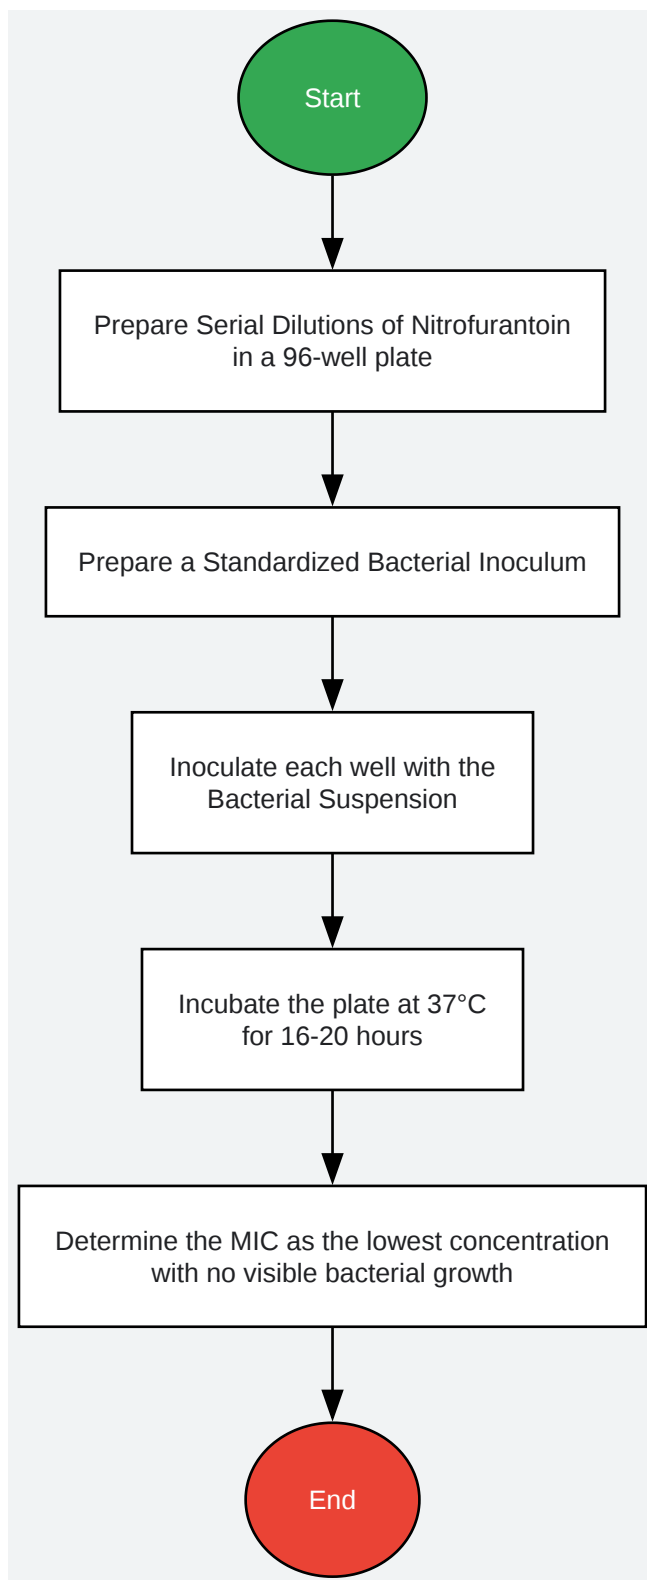 Start
Prepare Serial Dilutions of Nitrofurantoin
in a 96-well plate
Prepare a Standardized Bacterial Inoculum
Inoculate each well with the
Bacterial Suspension
Incubate the plate at 37°C
for 16-20 hours
Determine the MIC as the lowest concentration
with no visible bacterial growth
End